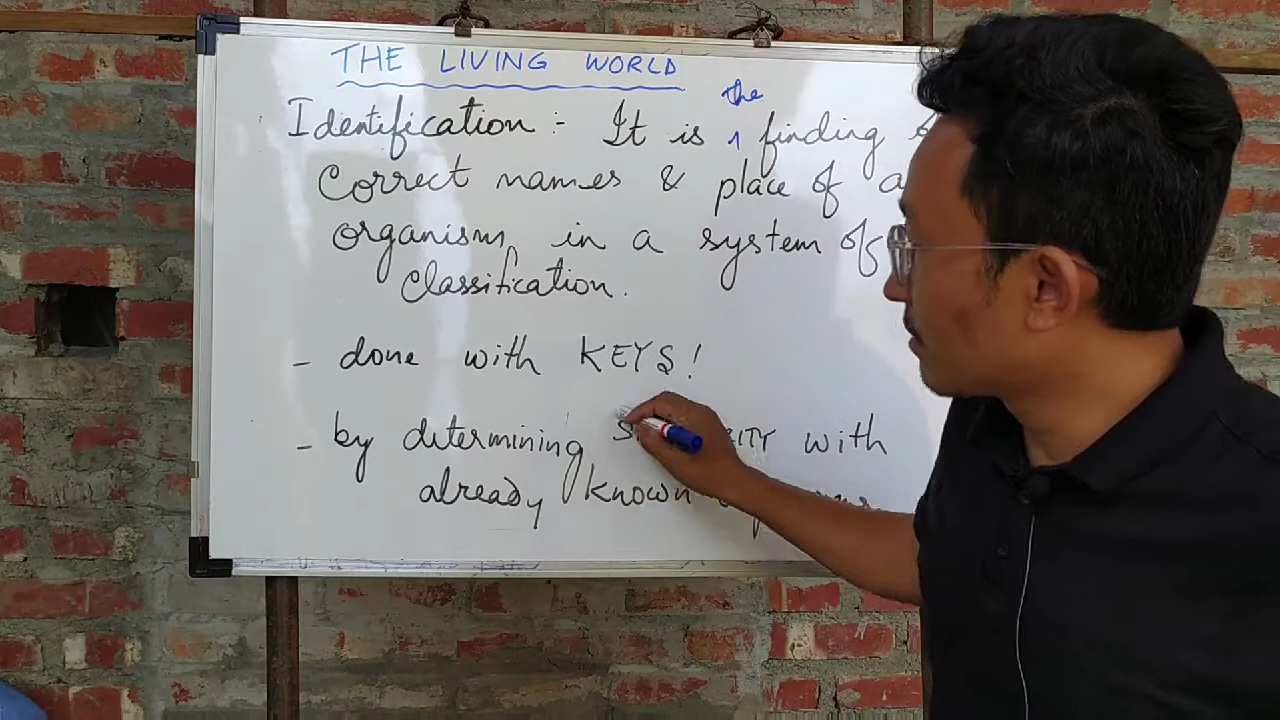 THE LIVING WORLD
the
Identification :- It is ^ finding
Correct names & place of
organism, in a system of
Classification.
- done with KEYS!
- by determining with
already known